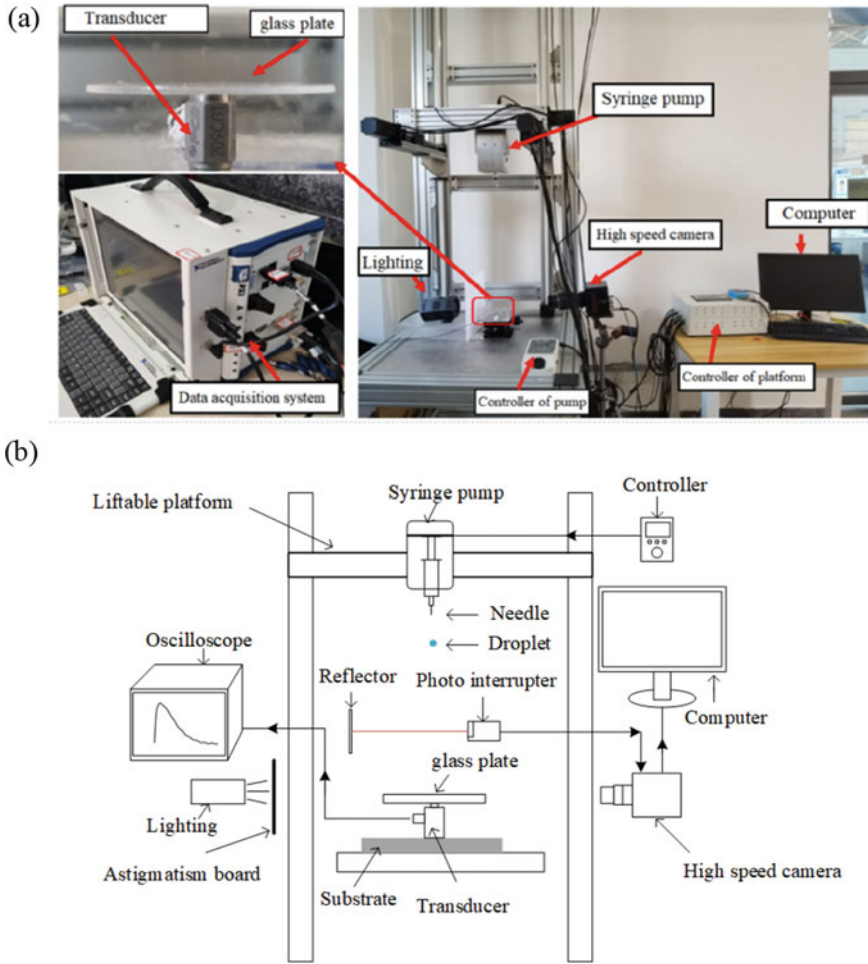 (a)
Transducer
glass plate
208C01
Syringe pump
Computer
High speed camera
Lighting
Data acquisition system
Controller of pump
Controller of platform
(b)
Liftable platform
Syringe pump
Controller
Needle
Droplet
Oscilloscope
Reflector
Photo interrupter
Computer
glass plate
Lighting
Astigmatism board
Substrate
Transducer
High speed camera